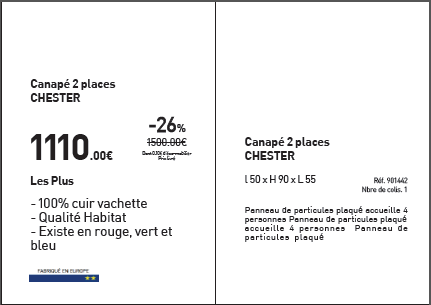 Canapé 2 places
CHESTER
-26%
1500.00€
1110.00€
Prix livré
Les Plus
- 100% cuir vachette
- Qualité Habitat
- Existe en rouge, vert et
bleu
FABRIQUÉ EN EUROPE
Canapé 2 places
CHESTER
l 50 x H 90 x L 55
Réf. 901442
Nbre de colis. 1
Panneau de particules plaqué accueille 4
personnes Panneau de particules plaqué
accueille 4 personnes Panneau de
particules plaqué